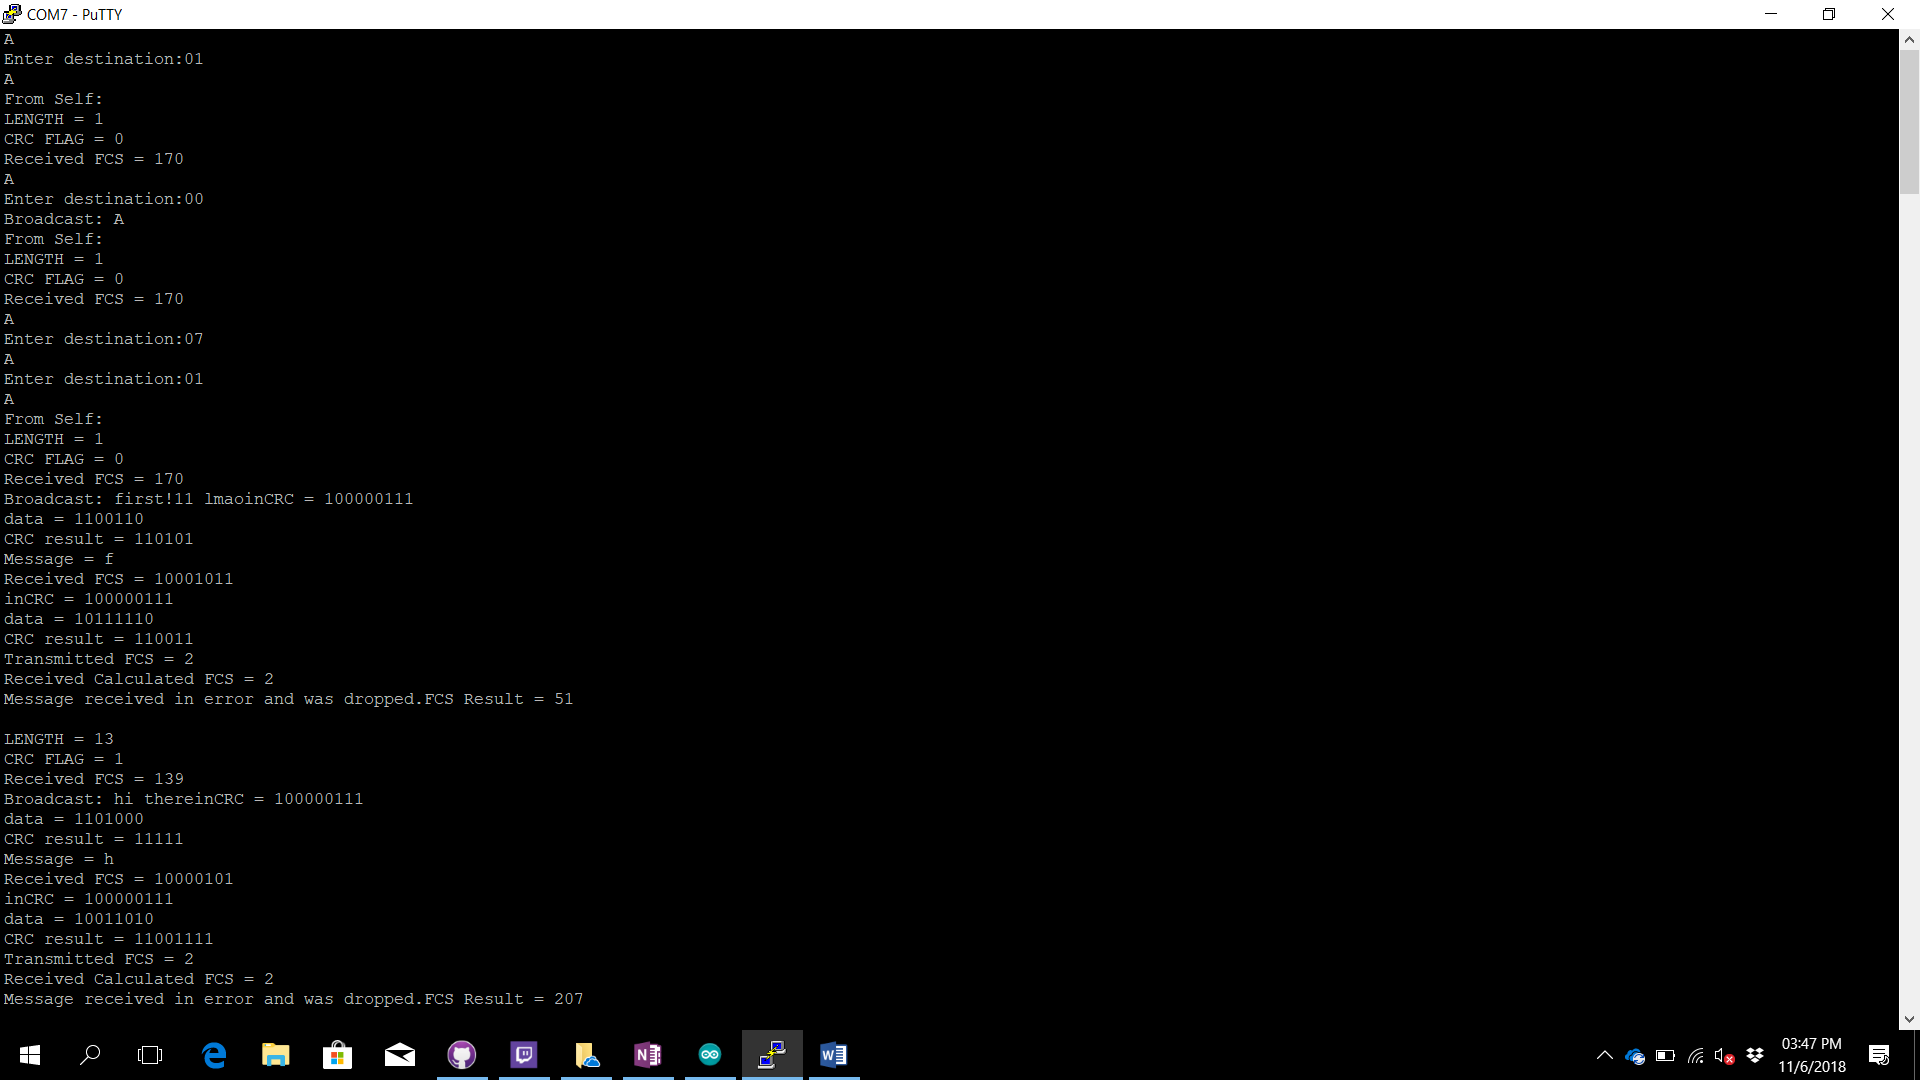 COM7 - PuTTY
A
Enter destination:01
A
From Self:
LENGTH = 1
CRC FLAG = 0
Received FCS = 170
A
Enter destination:00
Broadcast: A
From Self:
LENGTH = 1
CRC FLAG = 0
Received FCS = 170
A
Enter destination:07
A
Enter destination:01
A
From Self:
LENGTH = 1
CRC FLAG = 0
Received FCS = 170
Broadcast: first!11 lmaoinCRC = 100000111
data = 1100110
CRC result = 110101
Message = f
Received FCS = 10001011
inCRC = 100000111
data = 10111110
CRC result = 110011
Transmitted FCS = 2
Received Calculated FCS = 2
Message received in error and was dropped.FCS Result = 51
LENGTH = 13
CRC FLAG = 1
Received FCS = 139
Broadcast: hi thereinCRC = 100000111
data = 1101000
CRC result = 11111
Message = h
Received FCS = 10000101
inCRC = 100000111
data = 10011010
CRC result = 11001111
Transmitted FCS = 2
Received Calculated FCS = 2
Message received in error and was dropped.FCS Result = 207
03:47 PM
11/6/2018